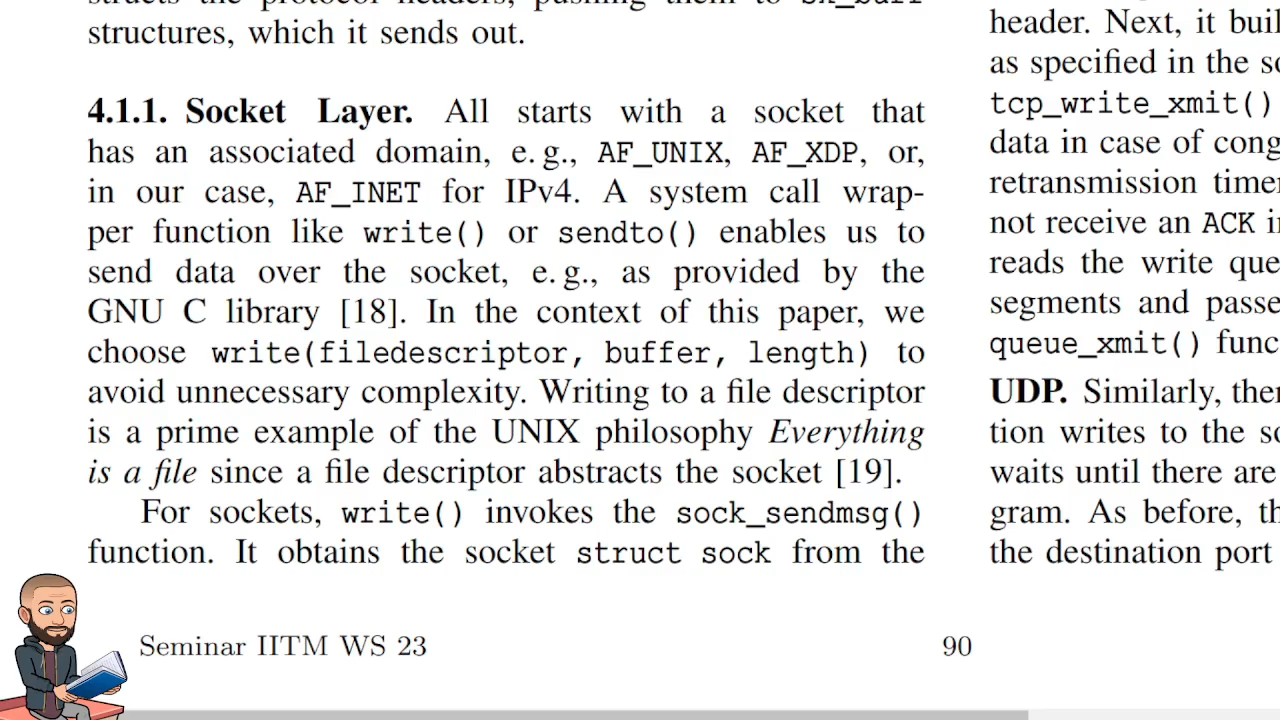 structs the protocol headers, pushing them to sk_buff
structures, which it sends out.
4.1.1. Socket Layer. All starts with a socket that
has an associated domain, e. g., AF_UNIX, AF_XDP, or,
in our case, AF_INET for IPv4. A system call wrap-
per function like write() or sendto() enables us to
send data over the socket, e. g., as provided by the
GNU C library [18]. In the context of this paper, we
choose write(filedescriptor, buffer, length) to
avoid unnecessary complexity. Writing to a file descriptor
is a prime example of the UNIX philosophy Everything
is a file since a file descriptor abstracts the socket [19].
For sockets, write() invokes the sock_sendmsg()
function. It obtains the socket struct sock from the
header. Next, it buil
as specified in the so
tcp_write_xmit()
data in case of cong
retransmission timer
not receive an ACK i
reads the write que
segments and passe
queue_xmit() func
UDP. Similarly, ther
tion writes to the so
waits until there are
gram. As before, th
the destination port
Seminar IITM WS 23
90